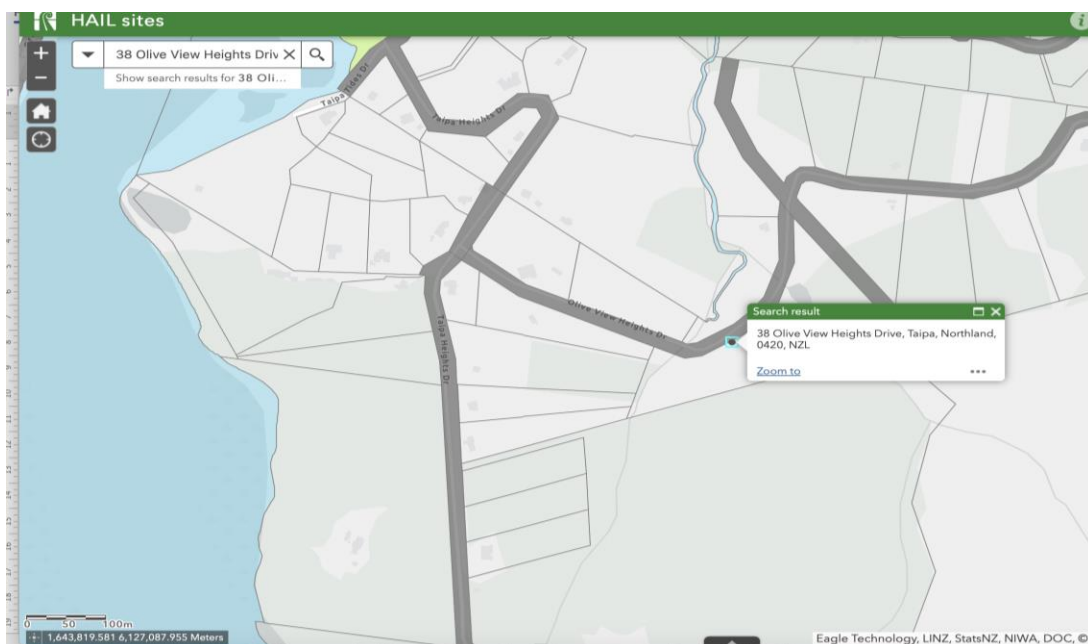 HAIL sites
38 Olive View Heights Driv
Show search results for 38 Oli...
Taipa Tides Dr
Taipa Heights Dr
Olive View Heights Dr
Taipa Heights Dr
Search result
38 Olive View Heights Drive, Taipa, Northland,
0420, NZL
Zoom to
0 50 100m
1,643,819.581 6,127,087.955 Meters
Eagle Technology, LINZ, StatsNZ, NIWA, DOC, ©